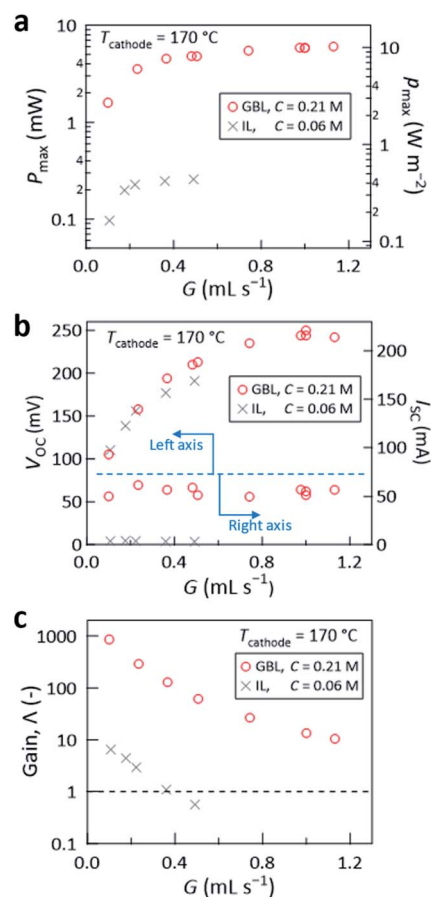 a
T_cathode = 170 °C
GBL, C = 0.21 M
IL, C = 0.06 M
10
6
4
2
1
6
4
2
0.1
P_max (mW)
10
4
2
1
4
2
0.1
p_max (W m⁻²)
0.0 0.4 0.8 1.2
G (mL s⁻¹)
b
T_cathode = 170 °C
GBL, C = 0.21 M
IL, C = 0.06 M
Left axis
Right axis
250
200
150
100
50
0
V_OC (mV)
200
150
100
50
0
I_SC (mA)
0.0 0.4 0.8 1.2
G (mL s⁻¹)
c
T_cathode = 170 °C
GBL, C = 0.21 M
IL, C = 0.06 M
1000
100
10
1
0.1
Gain, Λ (-)
0.0 0.4 0.8 1.2
G (mL s⁻¹)